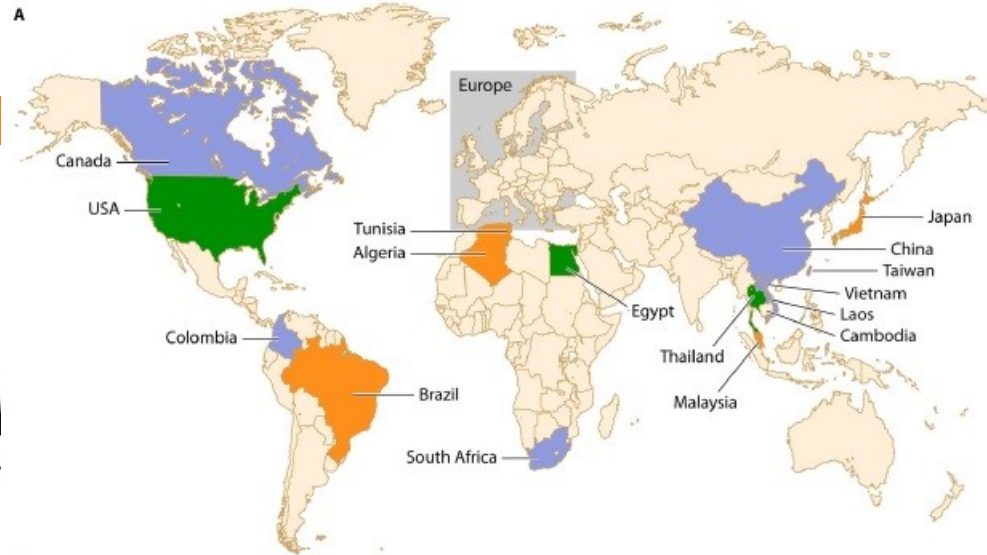 A
Europe
Canada
USA
Tunisia
Algeria
Japan
China
Taiwan
Vietnam
Laos
Cambodia
Egypt
Colombia
Thailand
Malaysia
Brazil
South Africa